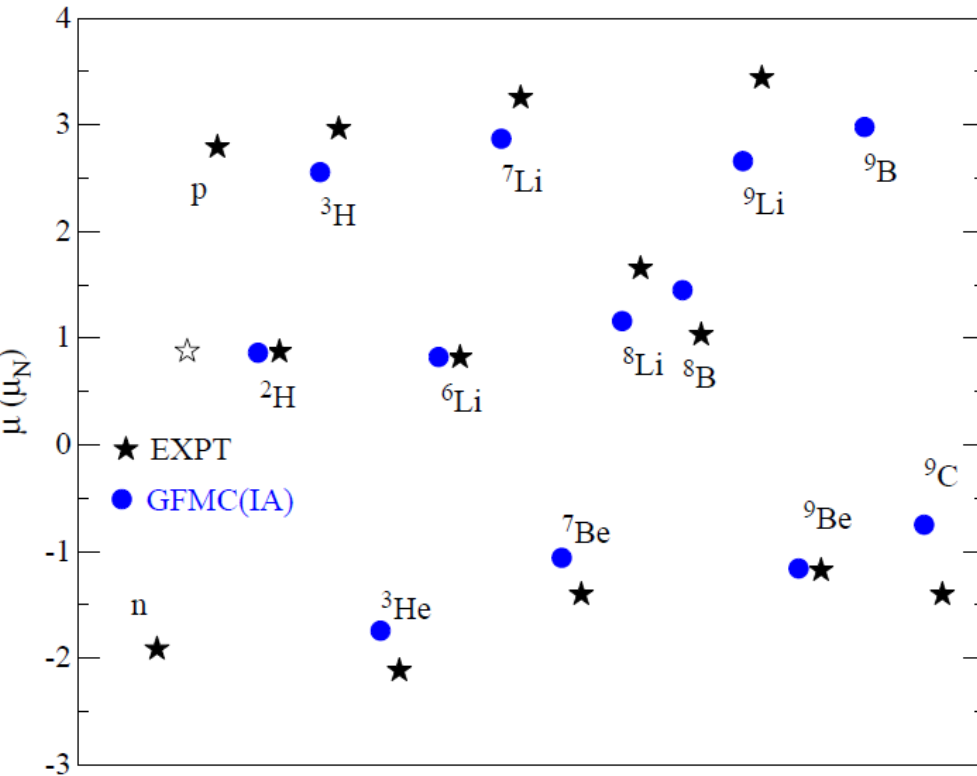 4
3
2
1
0
-1
-2
-3
μ (μ_N)
p
³H
⁷Li
⁹Li
⁹B
²H
⁶Li
⁸Li
⁸B
EXPT
GFMC(IA)
n
³He
⁷Be
⁹Be
⁹C